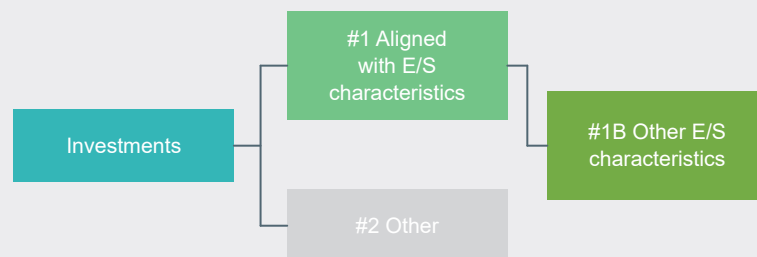 #1 Aligned
with E/S
characteristics
Investments
#1B Other E/S
characteristics
#2 Other